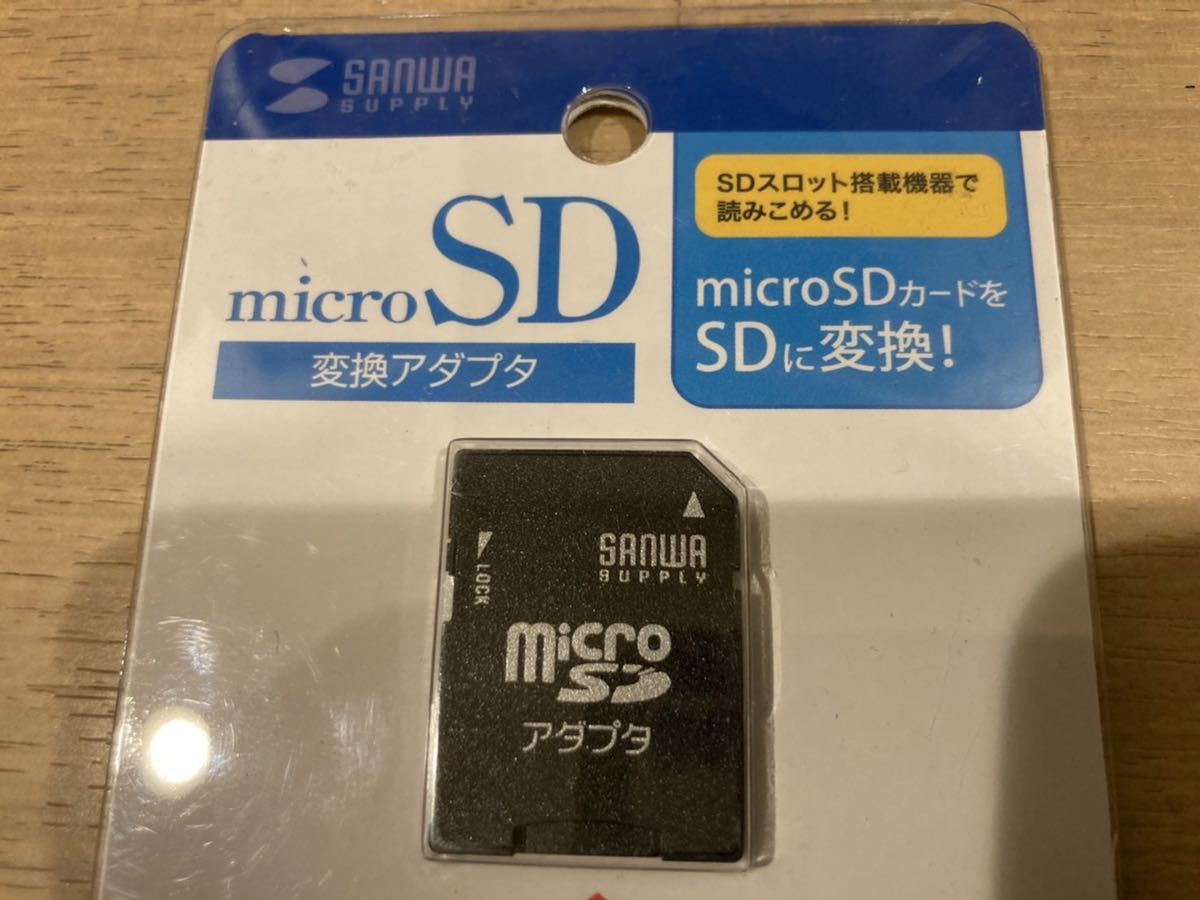 SANWA
SUPPLY
microSD
変換アダプタ
SDスロット搭載機器で
読みこめる!
microSDカードを
SDに変換!
SANWA
SUPPLY
LOCK
micro
SD
アダプタ